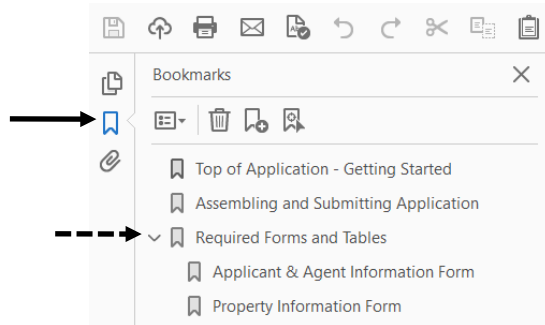 Bookmarks
Top of Application - Getting Started
Assembling and Submitting Application
Required Forms and Tables
Applicant & Agent Information Form
Property Information Form